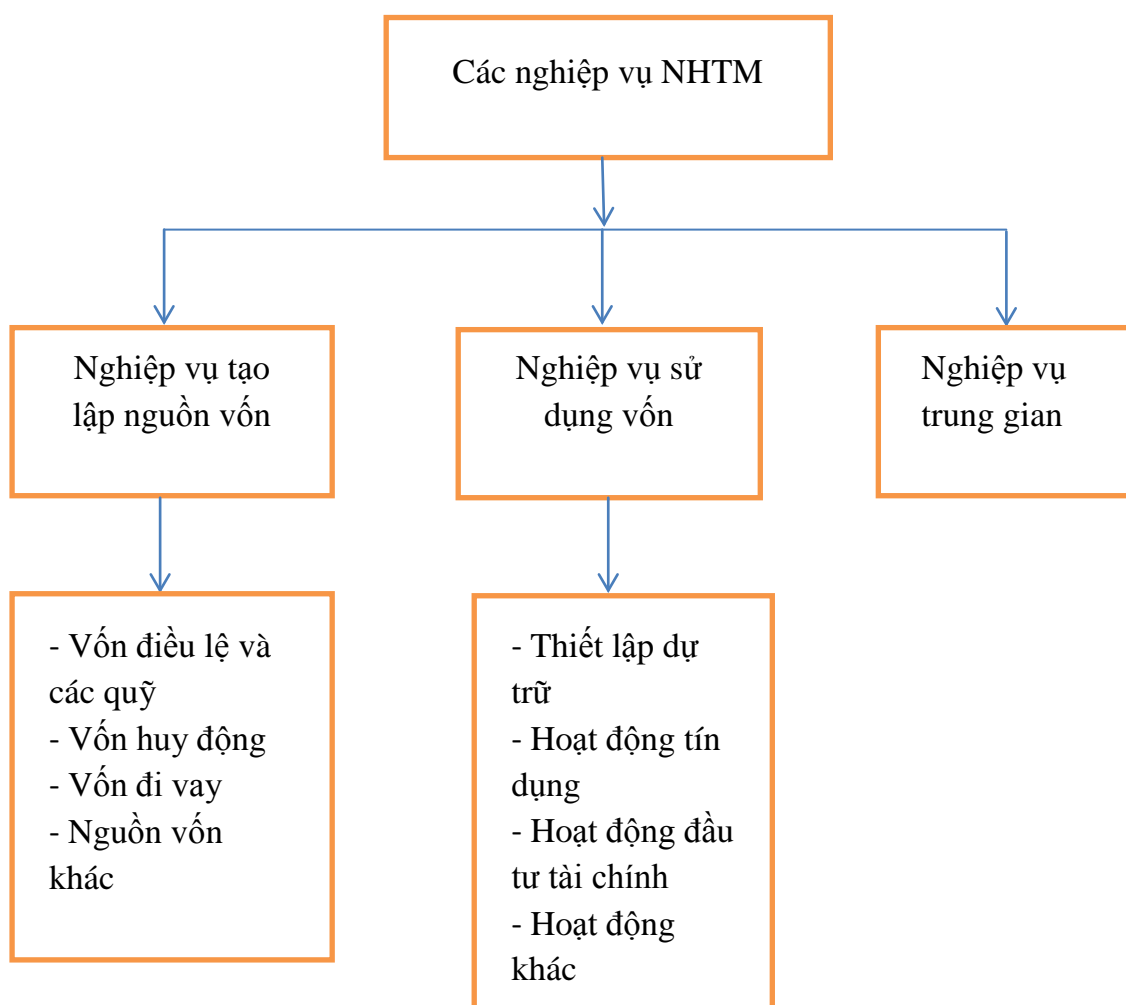 Các nghiệp vụ NHTM
Nghiệp vụ tạo
lập nguồn vốn
Nghiệp vụ sử
dụng vốn
Nghiệp vụ
trung gian
- Vốn điều lệ và
các quỹ
- Vốn huy động
- Vốn đi vay
- Nguồn vốn
khác
- Thiết lập dự
trữ
- Hoạt động tín
dụng
- Hoạt động đầu
tư tài chính
- Hoạt động
khác